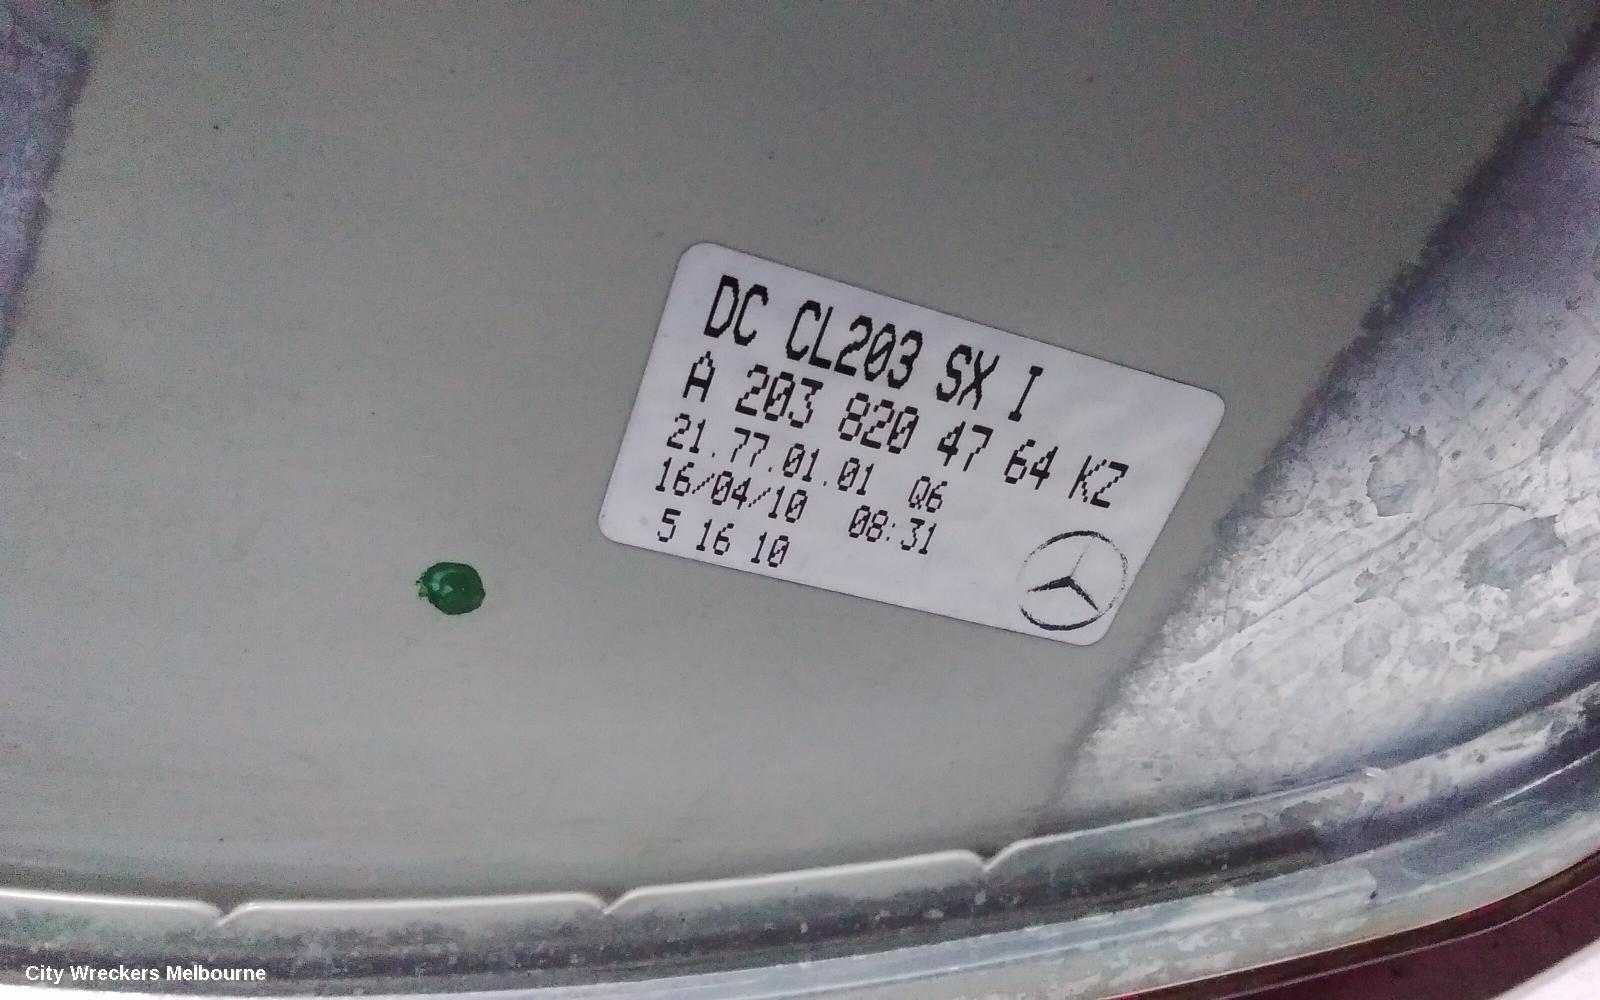 DC CL203 SX I
A 203 820 47 64 KZ
21.77.01.01 Q6
16/04/10 08:31
5 16 10
City Wreckers Melbourne